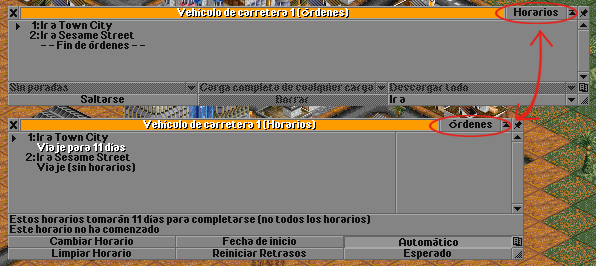 Vehículo de carretera 1 (Órdenes)
Horarios
1: Ir a Town City
2: Ir a Sesame Street
- - Fin de órdenes - -
Sin paradas
Carga completa de cualquier cargo
Descargar todo
Saltarse
Borrar
Ir a
Vehículo de carretera 1 (Horarios)
Órdenes
1: Ir a Town City
Viaje para 11 días
2: Ir a Sesame Street
Viaje (sin horarios)
Estos horarios tomarán 11 días para completarse (no todos los horarios)
Este horario no ha comenzado
Cambiar Horario
Fecha de inicio
Automático
Limpiar Horario
Reiniciar Retrasos
Esperado